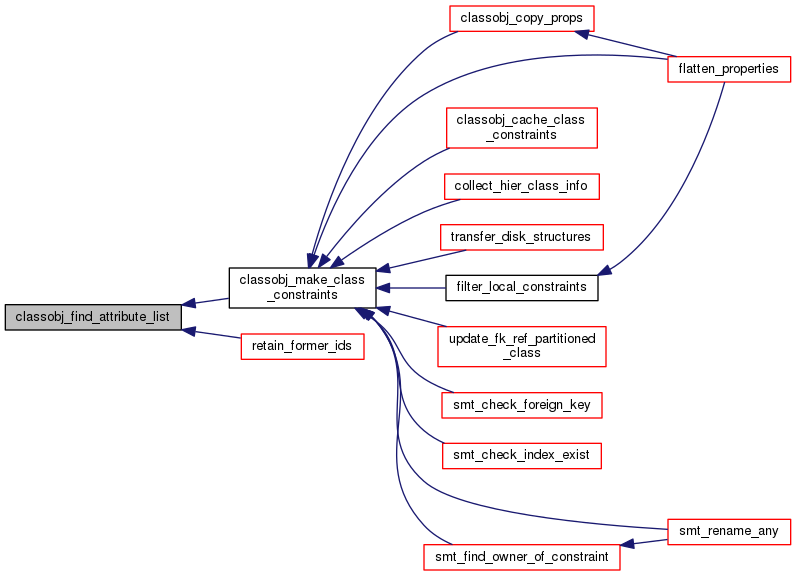 classobj_copy_props
flatten_properties
classobj_cache_class
_constraints
collect_hier_class_info
transfer_disk_structures
classobj_make_class
_constraints
filter_local_constraints
classobj_find_attribute_list
retain_former_ids
update_fk_ref_partitioned
_class
smt_check_foreign_key
smt_check_index_exist
smt_rename_any
smt_find_owner_of_constraint